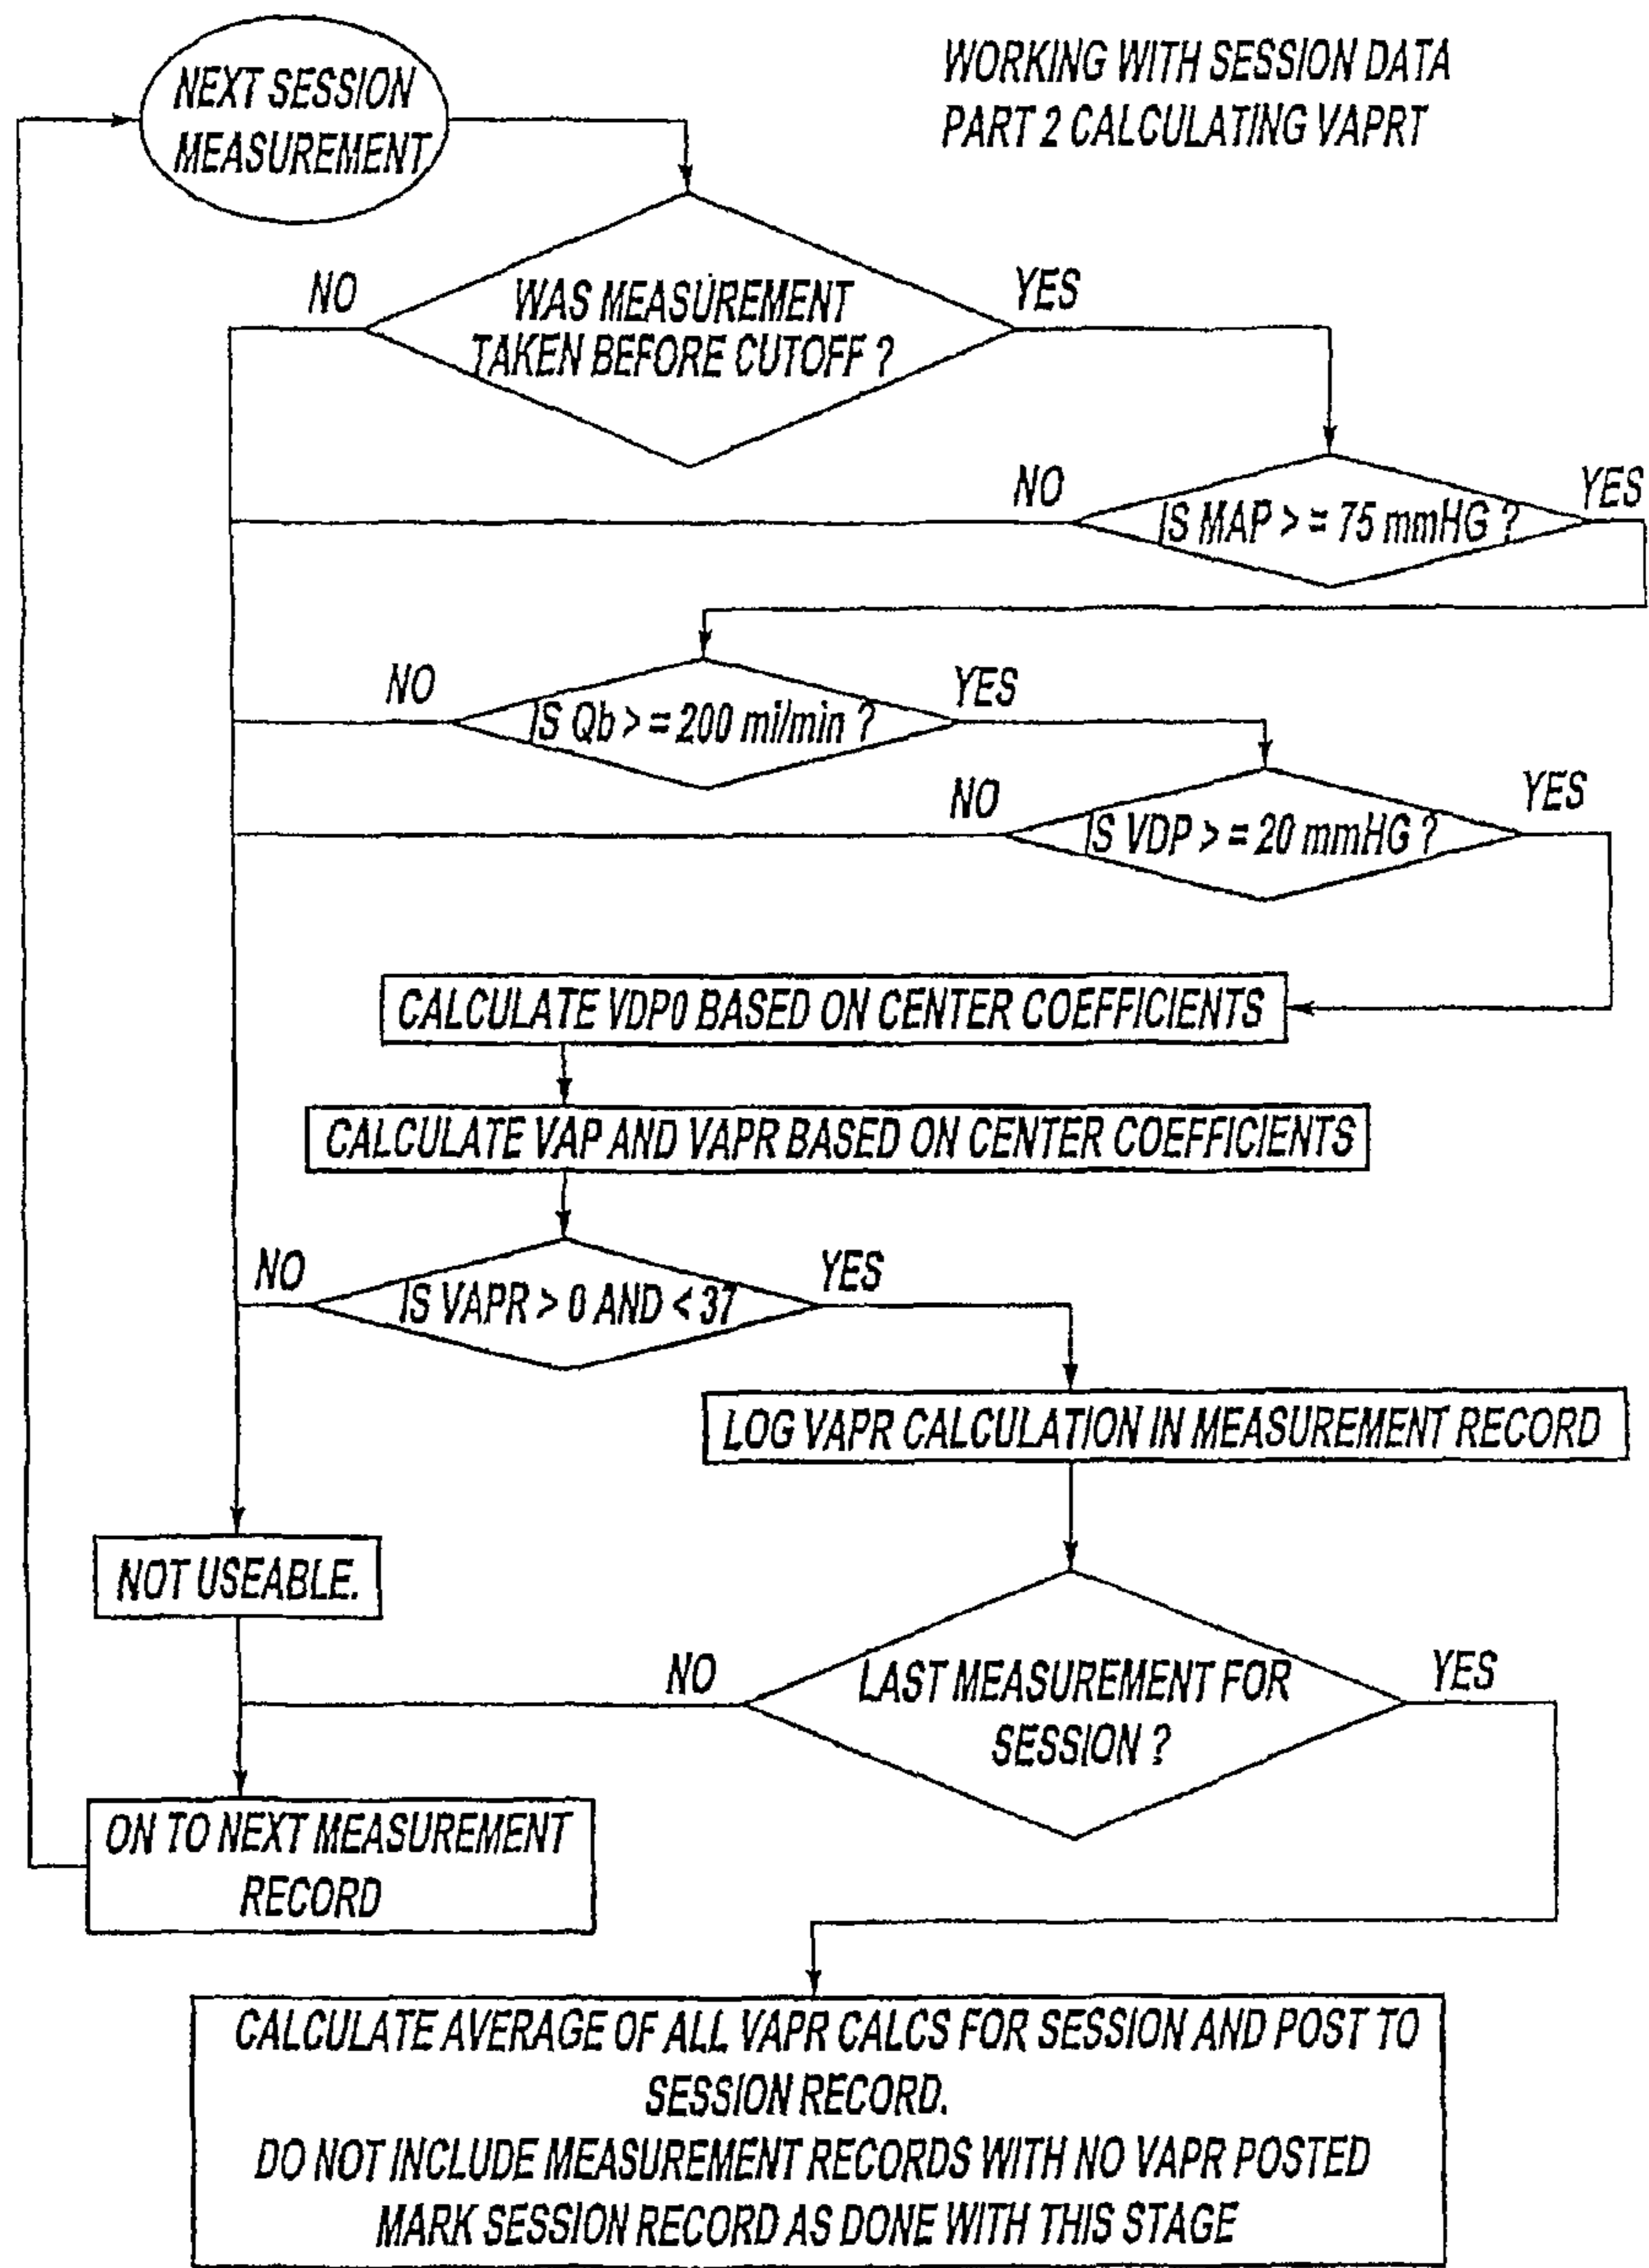 WORKING WITH SESSION DATA
PART 2 CALCULATING VAPRT
NEXT SESSION
MEASUREMENT
NO
YES
WAS MEASUREMENT
TAKEN BEFORE CUTOFF ?
NO
YES
IS MAP > = 75 mmHG ?
NO
YES
IS Qb > = 200 mi/min ?
NO
YES
IS VDP > = 20 mmHG ?
CALCULATE VDP0 BASED ON CENTER COEFFICIENTS
CALCULATE VAP AND VAPR BASED ON CENTER COEFFICIENTS
NO
YES
IS VAPR > 0 AND < 37
LOG VAPR CALCULATION IN MEASUREMENT RECORD
NOT USEABLE.
NO
YES
LAST MEASUREMENT FOR
SESSION ?
ON TO NEXT MEASUREMENT
RECORD
CALCULATE AVERAGE OF ALL VAPR CALCS FOR SESSION AND POST TO
SESSION RECORD.
DO NOT INCLUDE MEASUREMENT RECORDS WITH NO VAPR POSTED
MARK SESSION RECORD AS DONE WITH THIS STAGE